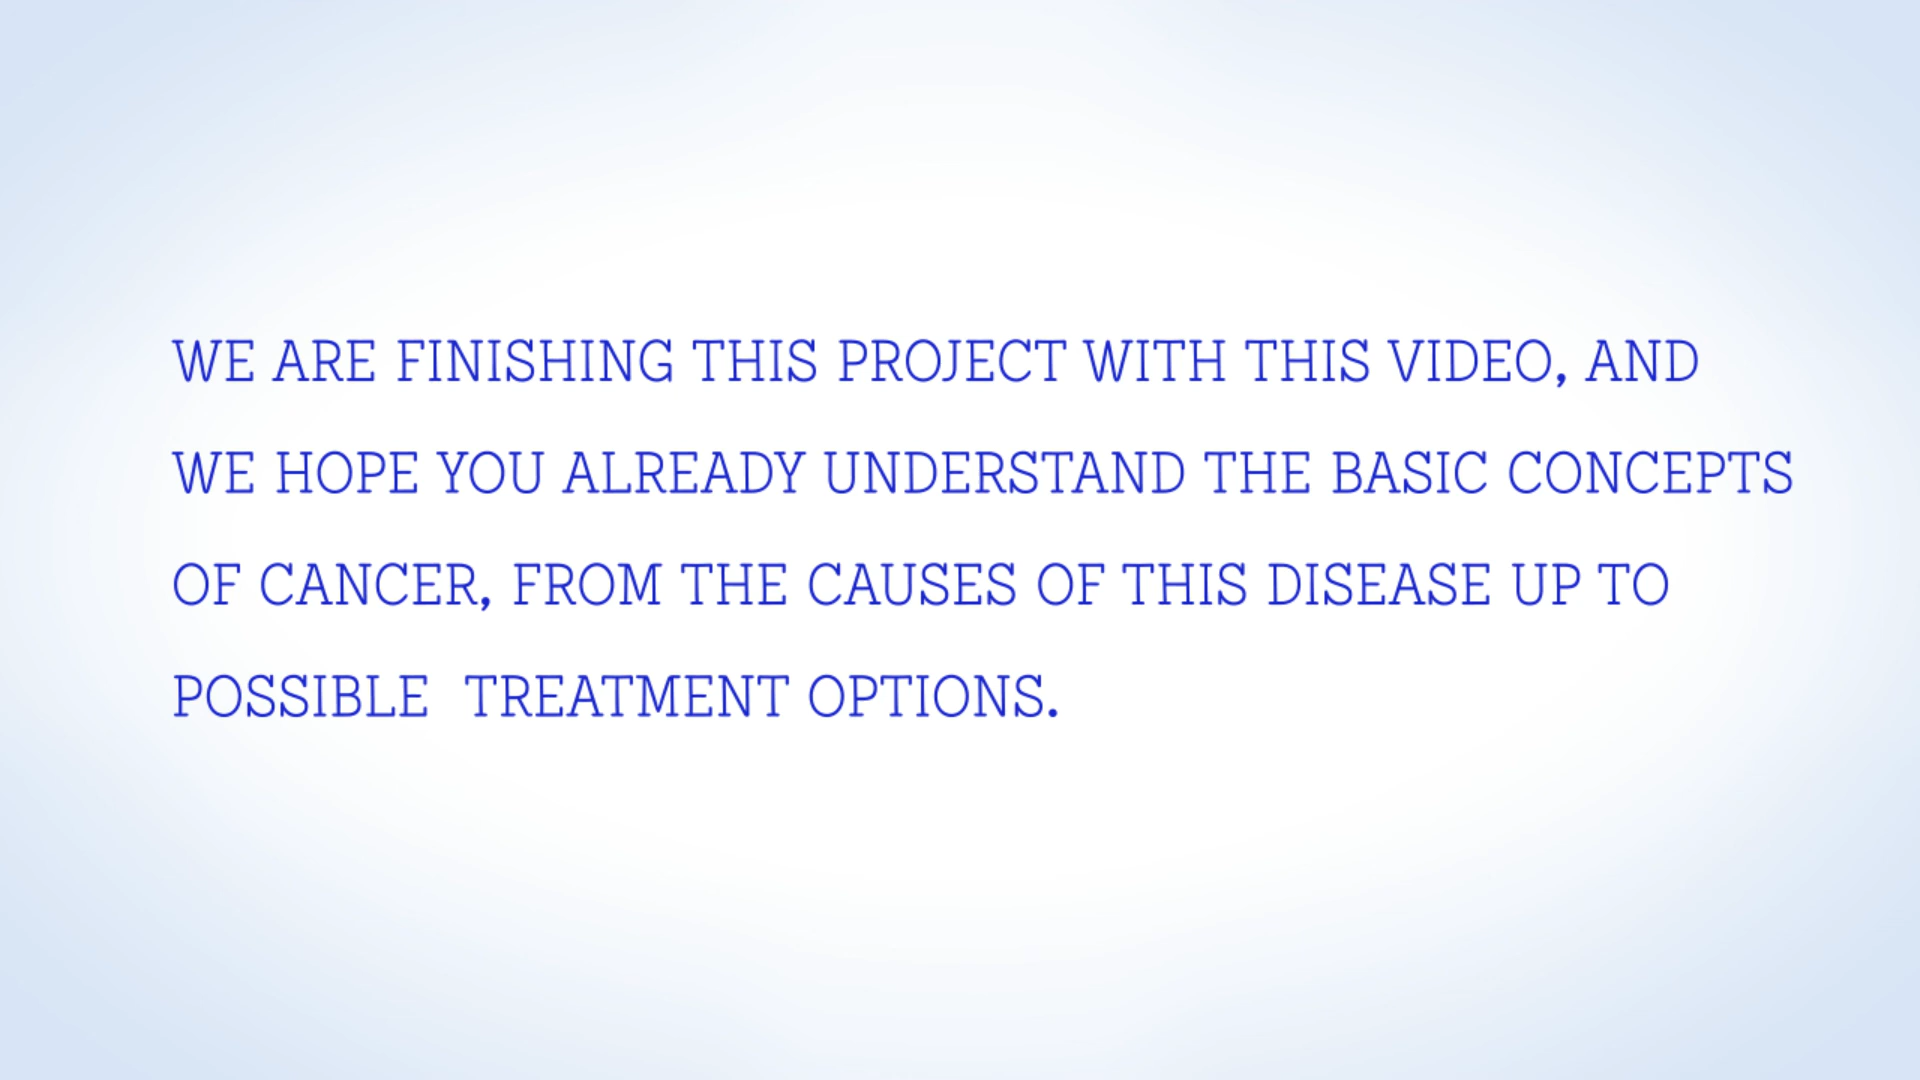 WE ARE FINISHING THIS PROJECT WITH THIS VIDEO, AND
WE HOPE YOU ALREADY UNDERSTAND THE BASIC CONCEPTS
OF CANCER, FROM THE CAUSES OF THIS DISEASE UP TO
POSSIBLE  TREATMENT OPTIONS.